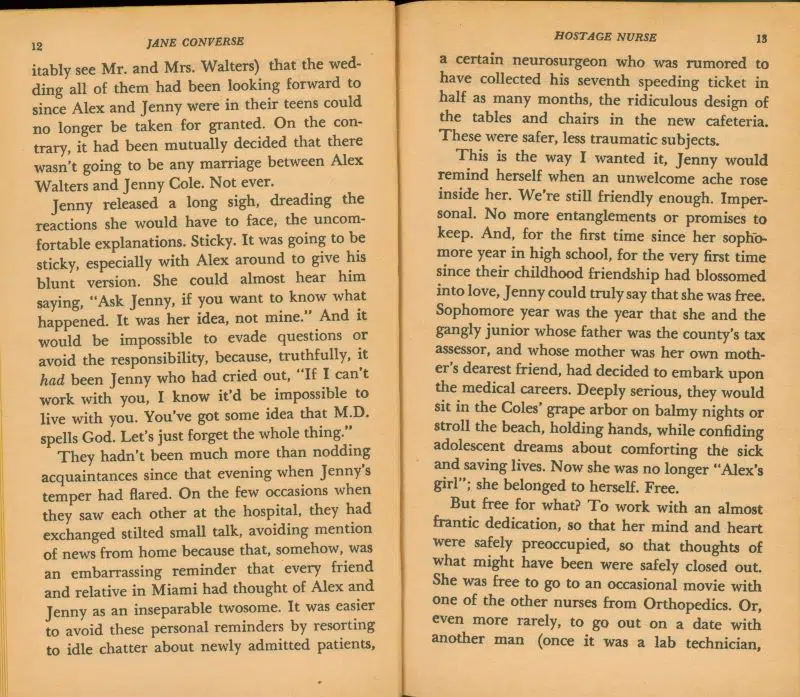 12
JANE CONVERSE
itably see Mr. and Mrs. Walters) that the wed-
ding all of them had been looking forward to
since Alex and Jenny were in their teens could
no longer be taken for granted. On the con-
trary, it had been mutually decided that there
wasn't going to be any marriage between Alex
Walters and Jenny Cole. Not ever.
Jenny released a long sigh, dreading the
reactions she would have to face, the uncom-
fortable explanations. Sticky. It was going to be
sticky, especially with Alex around to give his
blunt version. She could almost hear him
saying, "Ask Jenny, if you want to know what
happened. It was her idea, not mine." And it
would be impossible to evade questions or
avoid the responsibility, because, truthfully, it
had been Jenny who had cried out, "If I can't
work with you, I know it'd be impossible to
live with you. You've got some idea that M.D.
spells God. Let's just forget the whole thing."
They hadn't been much more than nodding
acquaintances since that evening when Jenny's
temper had flared. On the few occasions when
they saw each other at the hospital, they had
exchanged stilted small talk, avoiding mention
of news from home because that, somehow, was
an embarrassing reminder that every friend
and relative in Miami had thought of Alex and
Jenny as an inseparable twosome. It was easier
to avoid these personal reminders by resorting
to idle chatter about newly admitted patients,
HOSTAGE NURSE
13
a certain neurosurgeon who was rumored to
have collected his seventh speeding ticket in
half as many months, the ridiculous design of
the tables and chairs in the new cafeteria.
These were safer, less traumatic subjects.
This is the way I wanted it, Jenny would
remind herself when an unwelcome ache rose
inside her. We're still friendly enough. Imper-
sonal. No more entanglements or promises to
keep. And, for the first time since her sopho-
more year in high school, for the very first time
since their childhood friendship had blossomed
into love, Jenny could truly say that she was free.
Sophomore year was the year that she and the
gangly junior whose father was the county's tax
assessor, and whose mother was her own moth-
er's dearest friend, had decided to embark upon
the medical careers. Deeply serious, they would
sit in the Coles' grape arbor on balmy nights or
stroll the beach, holding hands, while confiding
adolescent dreams about comforting the sick
and saving lives. Now she was no longer "Alex's
girl"; she belonged to herself. Free.
But free for what? To work with an almost
frantic dedication, so that her mind and heart
were safely preoccupied, so that thoughts of
what might have been were safely closed out.
She was free to go to an occasional movie with
one of the other nurses from Orthopedics. Or,
even more rarely, to go out on a date with
another man (once it was a lab technician,